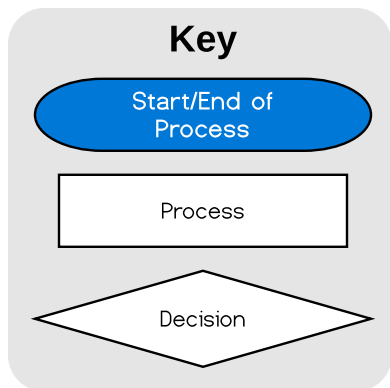 Key
Start/End of
Process
Process
Decision